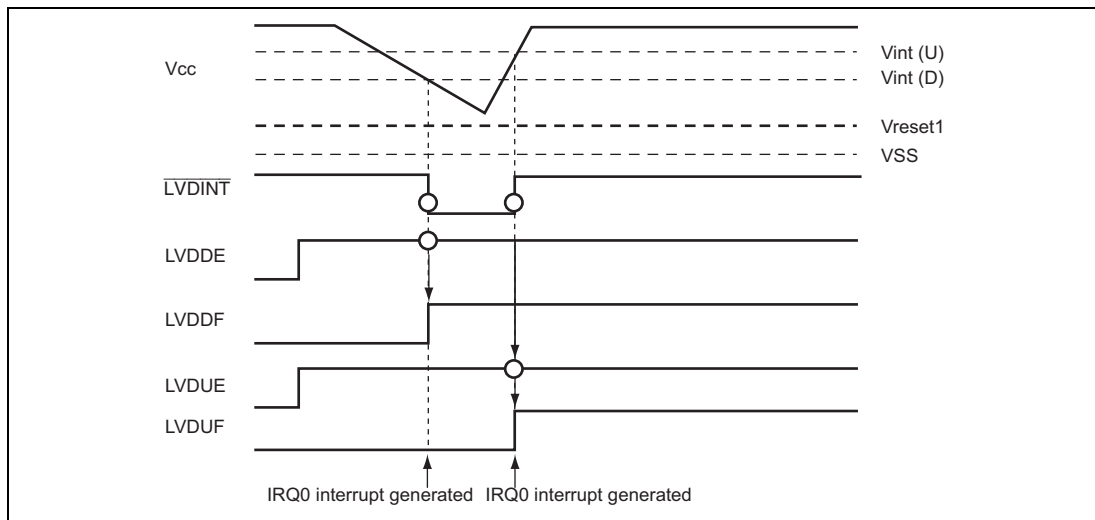 Vcc
Vint (U)
Vint (D)
Vreset1
VSS
LVDINT
LVDDE
LVDDF
LVDUE
LVDUF
IRQ0 interrupt generated IRQ0 interrupt generated